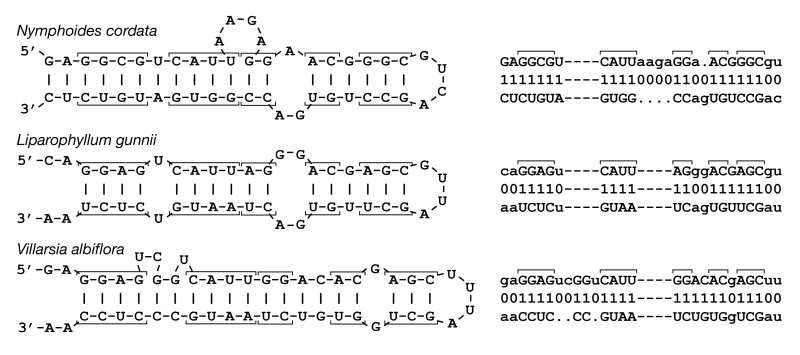 Nymphoides cordata
A-G
A A
5′ A A A G
G-A-G-G-C-G-U-C-A-U-U G-G A-C-G-G-G-C U
C
3′ C-U-C-U-G-U-A-G-U-G-G-C-C A-G U-G-U-C-C-G A
GAGGCGU----CAUUaagaGGa.ACGGGCgu
1111111----11110000110011111100
CUCUGUA----GUGG....CCagUGUCCGac
Liparophyllum gunnii
5′-C-A G-G-A-G U C-A-U-U-A-G G-G A-C-G-A-G-C G U
3′-A-A U-C-U-C U G-U-A-A-U-C A-G U-G-U-U-C-G A U
caGGAGu----CAUU----AGggACGAGCgu
0011110----1111----110011111100
aaUCUCu----GUAA----UCagUGUUCGau
Villarsia albiflora
5′-G-A G-G-A-G U-C G-G U C-A-U-U-G-G-A-C-A-C G A-G-C U U U
3′-A-A C-C-U-C-C-C-G-U-A-A-U-C-U-G-U-G G U-C-G A U
gaGGAGucGGuCAUU----GGACACgAGCuu
001111001101111----111111011100
aaCCUC..CC.GUAA----UCUGUGgUCGau